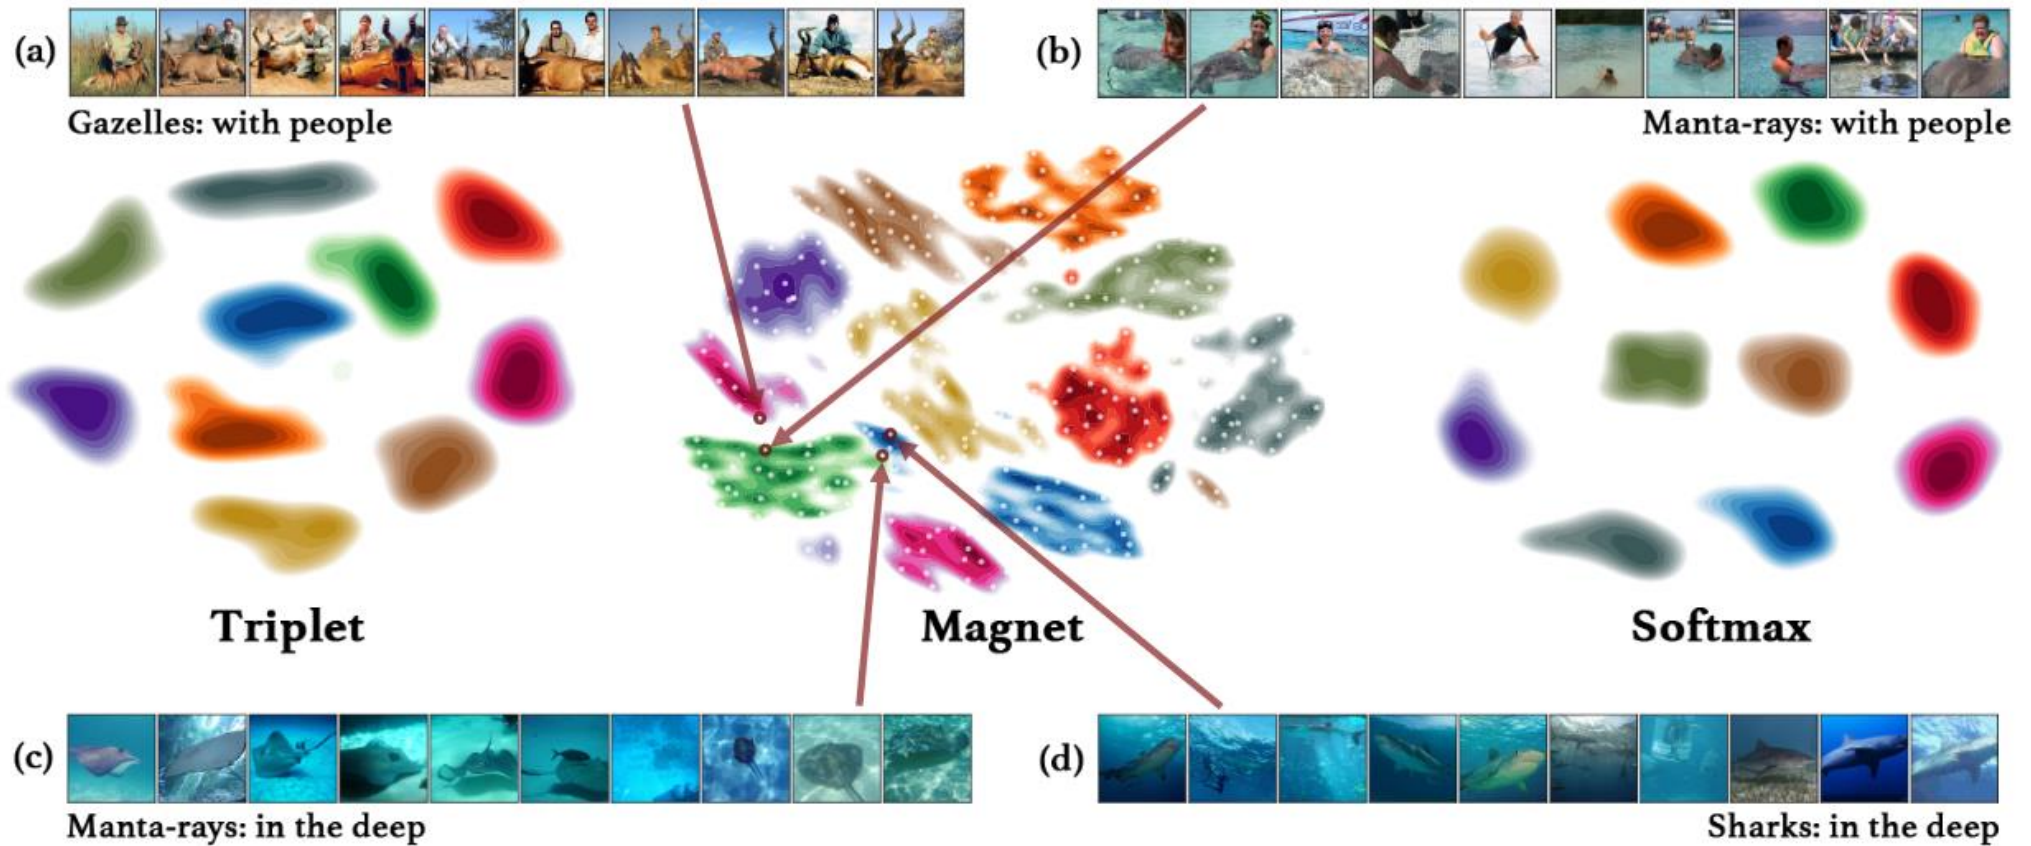 (a)
(b)
Gazelles: with people
Manta-rays: with people
Triplet
Magnet
Softmax
(c)
(d)
Manta-rays: in the deep
Sharks: in the deep